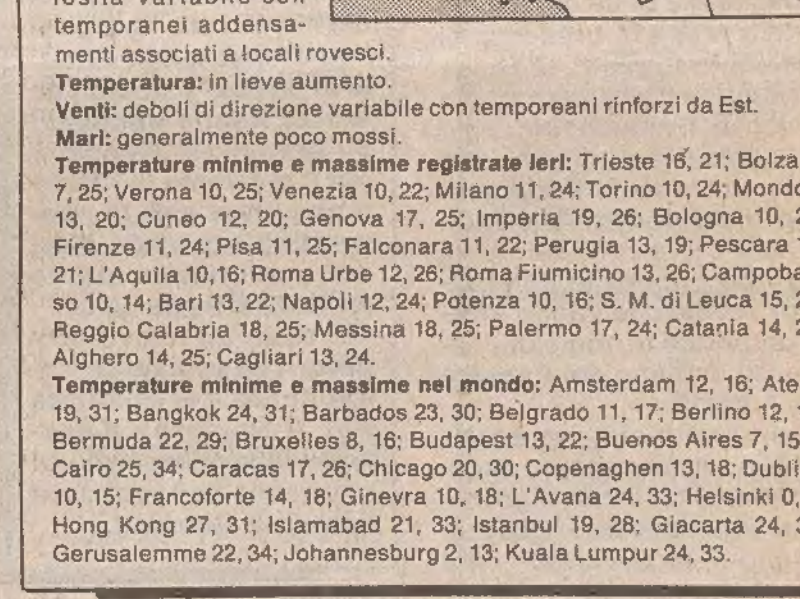 temporanei addensa-
menti associati a locali rovesci.
Temperatura: in lieve aumento.
Venti: deboli di direzione variabile con temporeani rinforzi da Est.
Mari: generalmente poco mossi.
Temperature minime e massime registrate ieri: Trieste 16, 21; Bolza
7, 25; Verona 10, 25; Venezia 10, 22; Milano 11, 24; Torino 10, 24; Mondo
13, 20; Cuneo 12, 20; Genova 17, 25; Imperia 19, 26; Bologna 10,
Firenze 11, 24; Pisa 11, 25; Falconara 11, 22; Perugia 13, 19; Pescara
21; L'Aquila 10,16; Roma Urbe 12, 26; Roma Fiumicino 13, 26; Campoba
so 10, 14; Bari 13, 22; Napoli 12, 24; Potenza 10, 16; S. M. di Leuca 15,
Reggio Calabria 18, 25; Messina 18, 25; Palermo 17, 24; Catania 14,
Alghero 14, 25; Cagliari 13, 24.
Temperature minime e massime nel mondo: Amsterdam 12, 16; Ate
19, 31; Bangkok 24, 31; Barbados 23, 30; Belgrado 11, 17; Berlino 12,
Bermuda 22, 29; Bruxelles 8, 16; Budapest 13, 22; Buenos Aires 7, 15
Cairo 25, 34; Caracas 17, 26; Chicago 20, 30; Copenaghen 13, 18; Dubli
10, 15; Francoforte 14, 18; Ginevra 10, 18; L'Avana 24, 33; Helsinki 0,
Hong Kong 27, 31; Islamabad 21, 33; Istanbul 19, 28; Giacarta 24,
Gerusalemme 22, 34; Johannesburg 2, 13; Kuala Lumpur 24, 33.